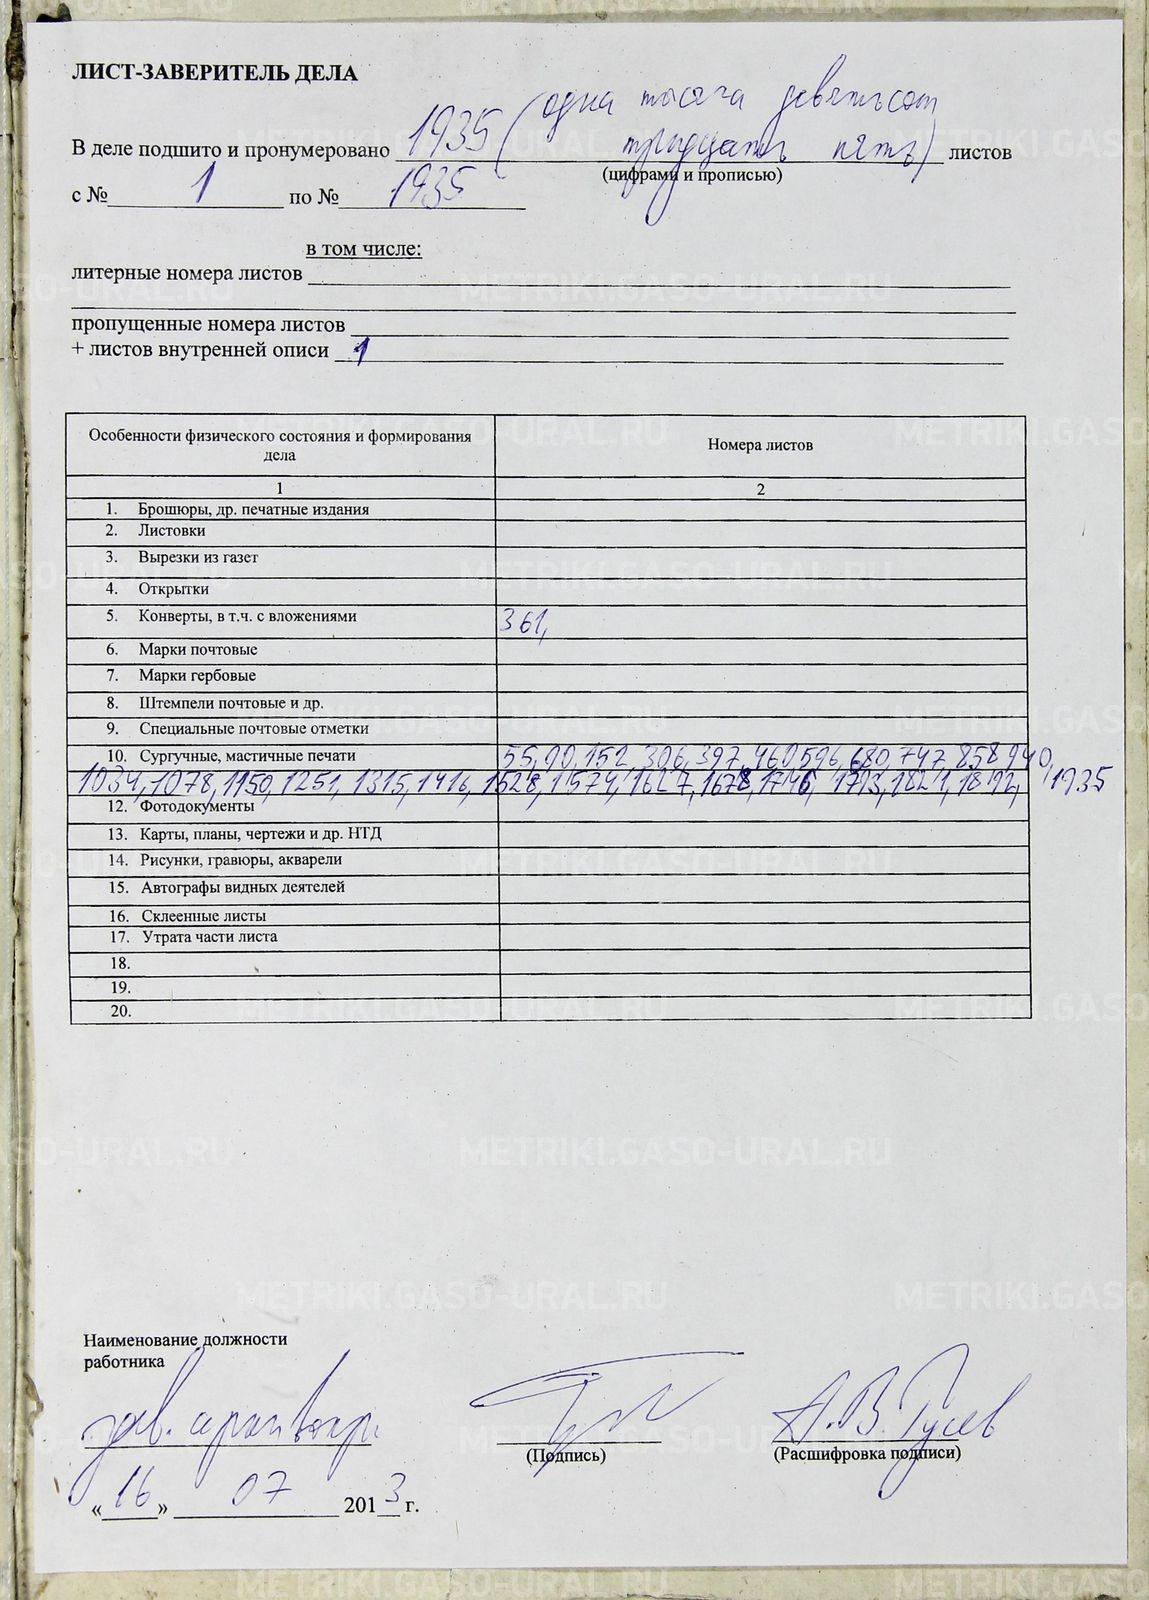 ЛИСТ-ЗАВЕРИТЕЛЬ ДЕЛА
В деле подшито и пронумеровано 1935 (одна тысяча девятьсот
тридцать пять) листов
(цифрами и прописью)
с № 1 по № 1935
в том числе:
литерные номера листов
пропущенные номера листов
+ листов внутренней описи 1
Особенности физического состояния и формирования дела Номера листов
1 2
1. Брошюры, др. печатные издания
2. Листовки
3. Вырезки из газет
4. Открытки
5. Конверты, в т.ч. с вложениями 361,
6. Марки почтовые
7. Марки гербовые
8. Штемпели почтовые и др.
9. Специальные почтовые отметки
10. Сургучные, мастичные печати 55, 90, 152, 306, 397, 460, 596, 680, 747, 858, 940,
1034, 1078, 1150, 1251, 1315, 1416, 1528, 1574, 1627, 1678, 1746, 1821, 1892, 1935
12. Фотодокументы
13. Карты, планы, чертежи и др. НТД
14. Рисунки, гравюры, акварели
15. Автографы видных деятелей
16. Склеенные листы
17. Утрата части листа
18.
19.
20.
Наименование должности
работника
А.В. Гусев
(Подпись) (Расшифровка подписи)
«16» 07 2013 г.
METRIKI.GASO-URAL.RU